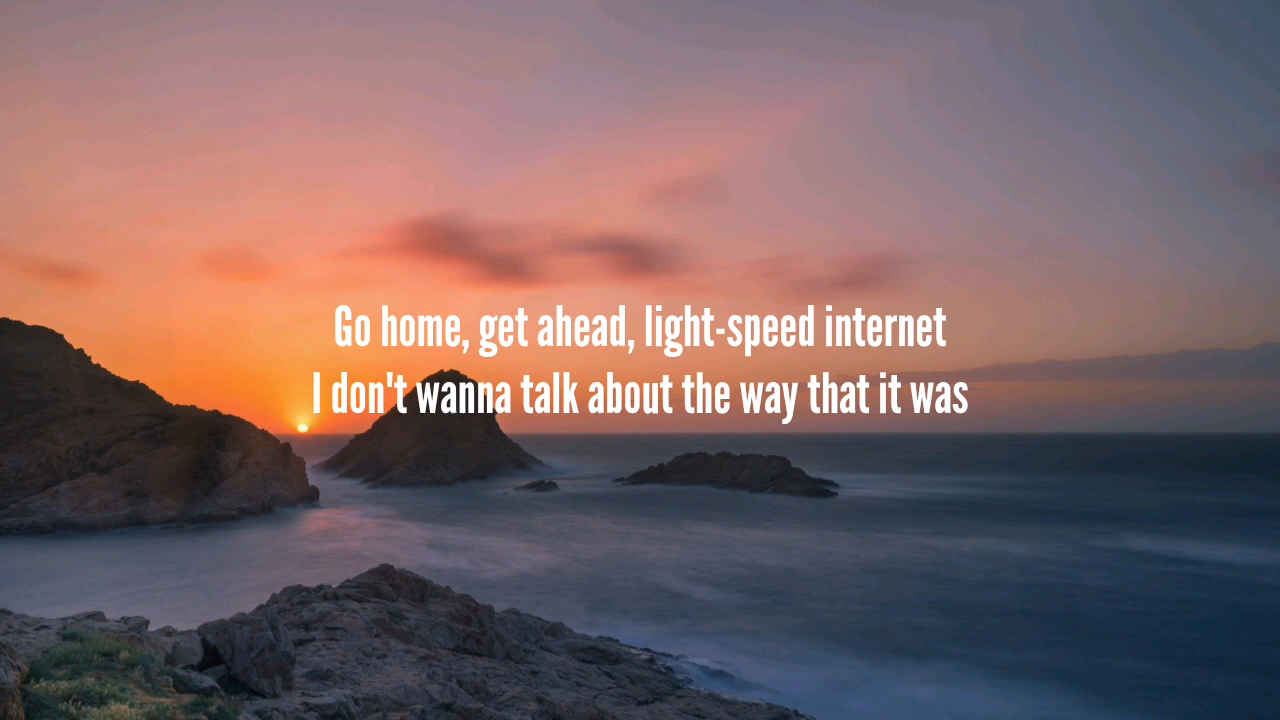 Go home, get ahead, light-speed internet
I don't wanna talk about the way that it was